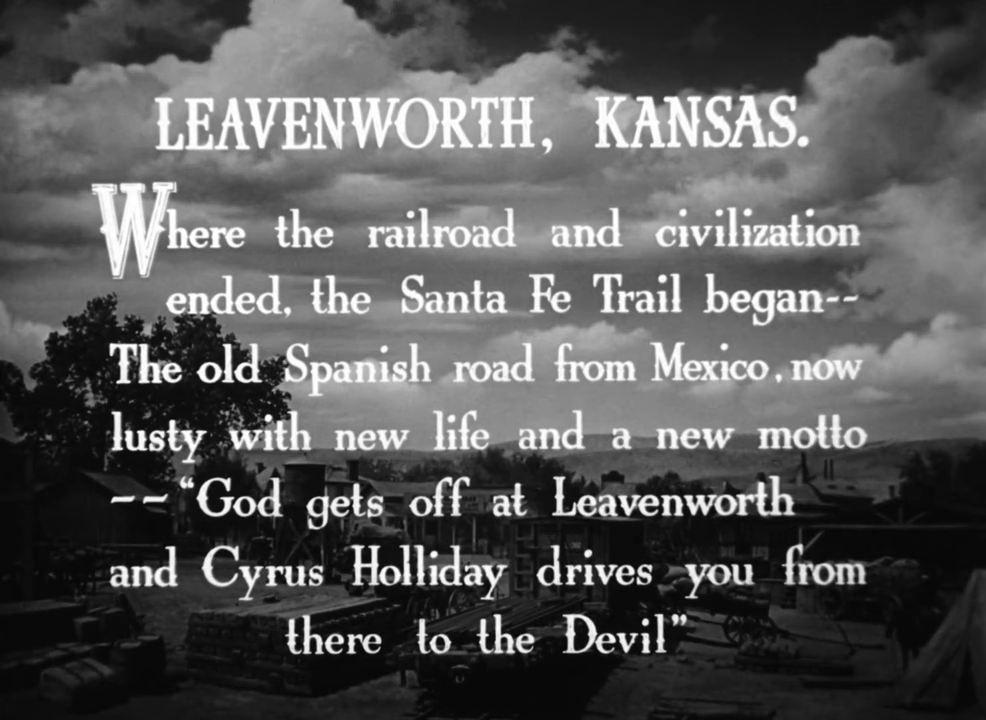 LEAVENWORTH, KANSAS.
Where the railroad and civilization
ended, the Santa Fe Trail began--
The old Spanish road from Mexico, now
lusty with new life and a new motto
--“God gets off at Leavenworth
and Cyrus Holliday drives you from
there to the Devil”